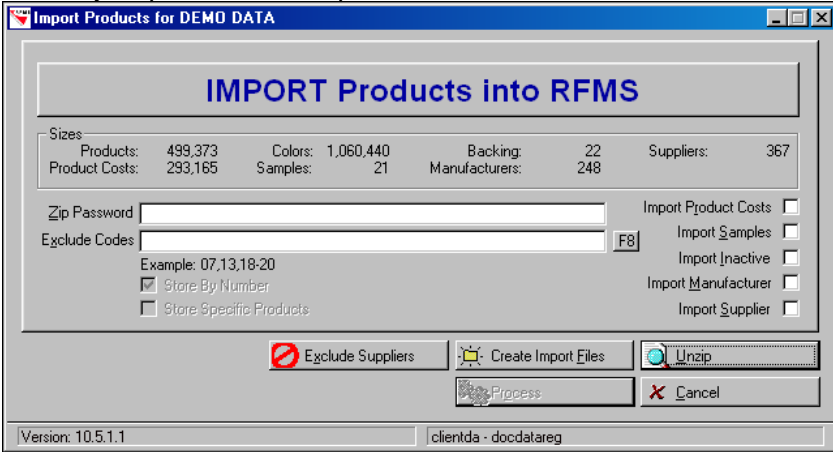 Import Products for DEMO DATA
IMPORT Products into RFMS
Sizes
Products: 499,373 Colors: 1,060,440 Backing: 22 Suppliers: 367
Product Costs: 293,165 Samples: 21 Manufacturers: 248
Zip Password Import Product Costs
Exclude Codes F8 Import Samples
Example: 07,13,18-20 Import Inactive
Store By Number Import Manufacturer
Store Specific Products Import Supplier
Exclude Suppliers Create Import Files Unzip
Process Cancel
Version: 10.5.1.1 clientda - docdatareg